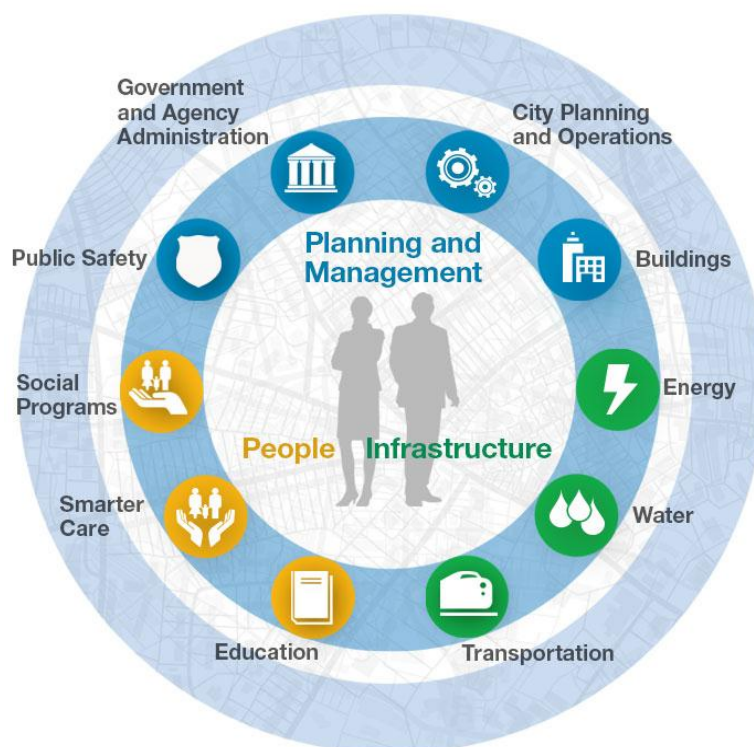 Government
and Agency
Administration
City Planning
and Operations
Public Safety
Planning and
Management
Buildings
Social
Programs
Energy
People
Infrastructure
Smarter
Care
Water
Education
Transportation